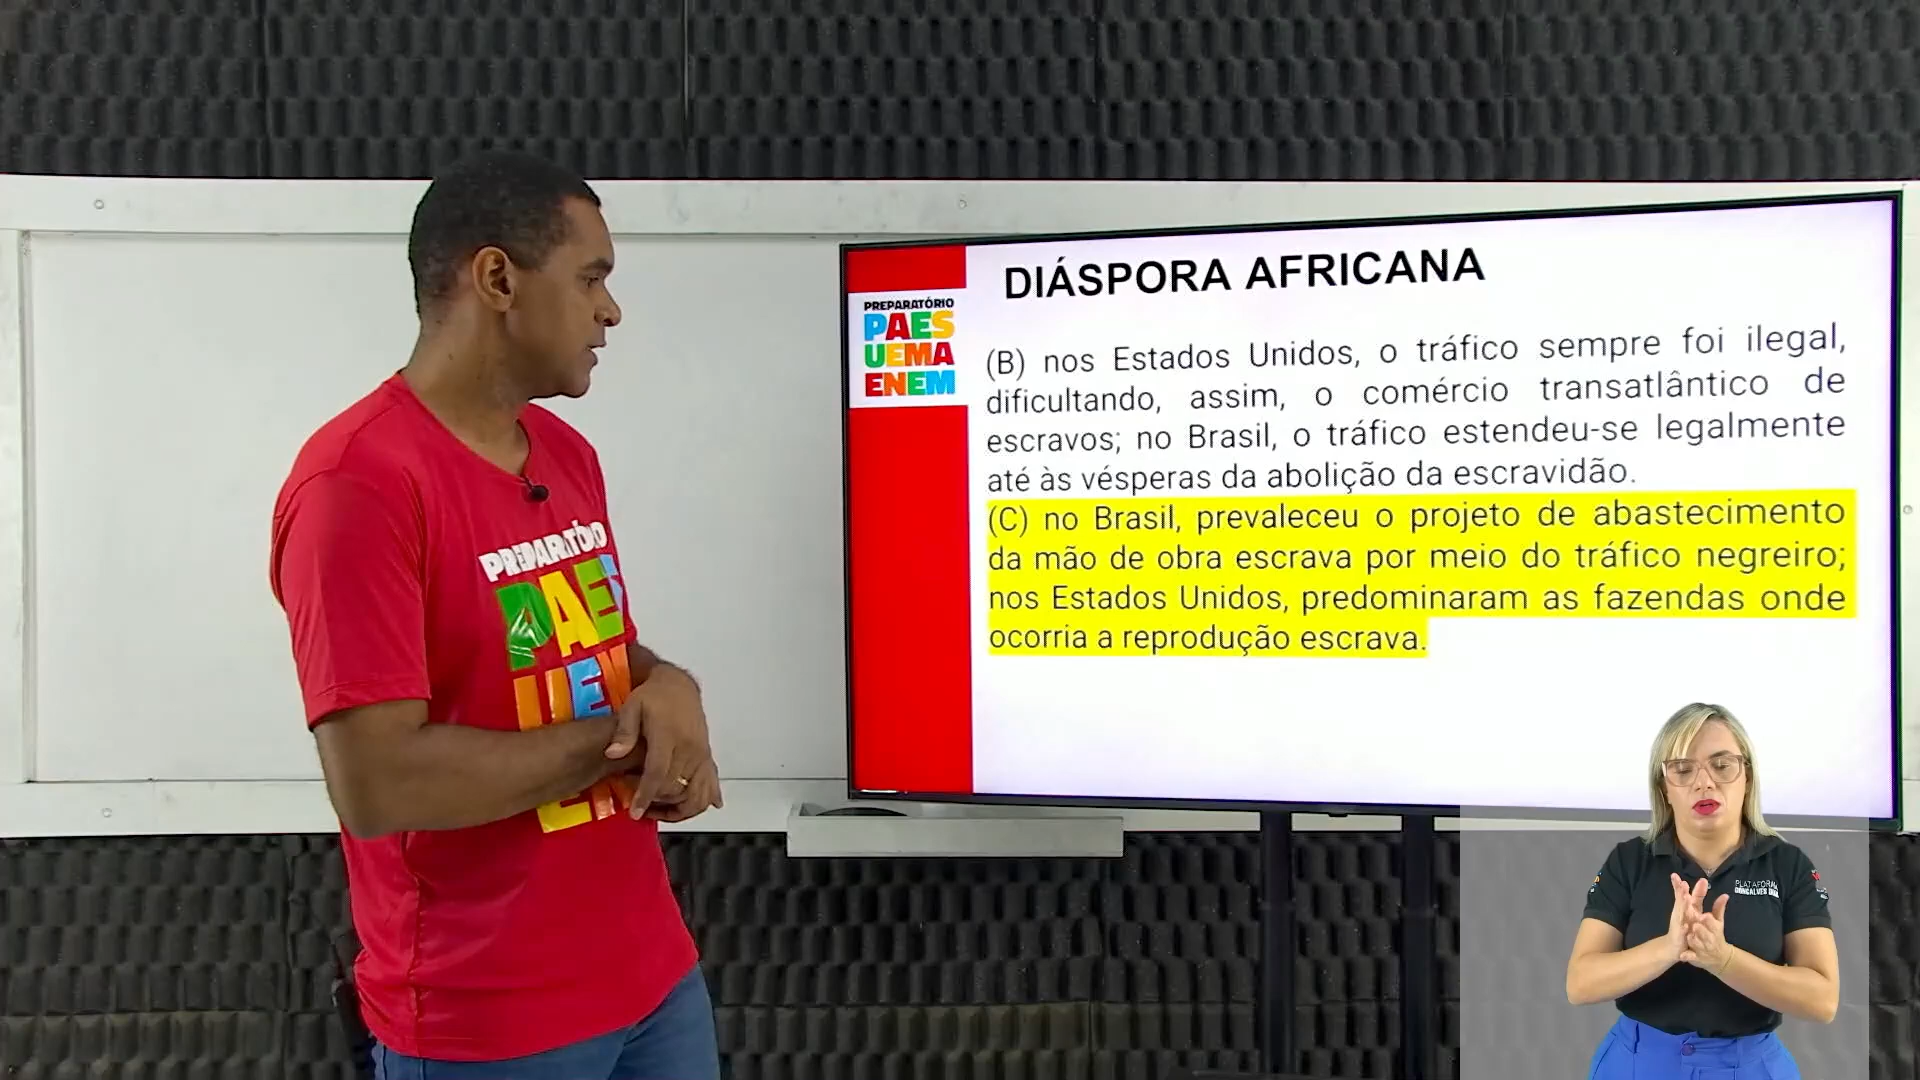 DIÁSPORA AFRICANA
PREPARATÓRIO
PAES
UEMA
ENEM
(B) nos Estados Unidos, o tráfico sempre foi ilegal,
dificultando, assim, o comércio transatlântico de
escravos; no Brasil, o tráfico estendeu-se legalmente
até às vésperas da abolição da escravidão.
(C) no Brasil, prevaleceu o projeto de abastecimento
da mão de obra escrava por meio do tráfico negreiro;
nos Estados Unidos, predominaram as fazendas onde
ocorria a reprodução escrava.
PREPARATÓRIO
PAES
PLATAFORMA